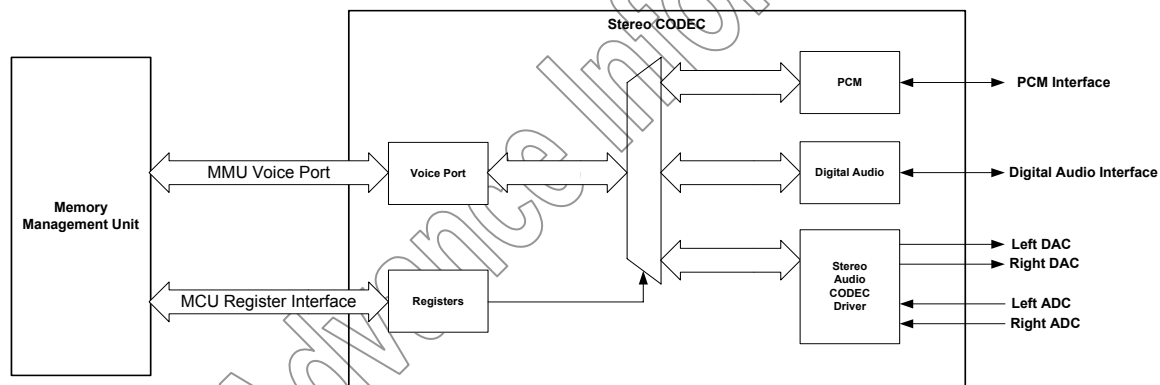 Stereo CODEC
PCM
PCM Interface
MMU Voice Port
Voice Port
Digital Audio
Digital Audio Interface
Memory
Management Unit
MCU Register Interface
Registers
Stereo
Audio
CODEC
Driver
Left DAC
Right DAC
Left ADC
Right ADC
Advance